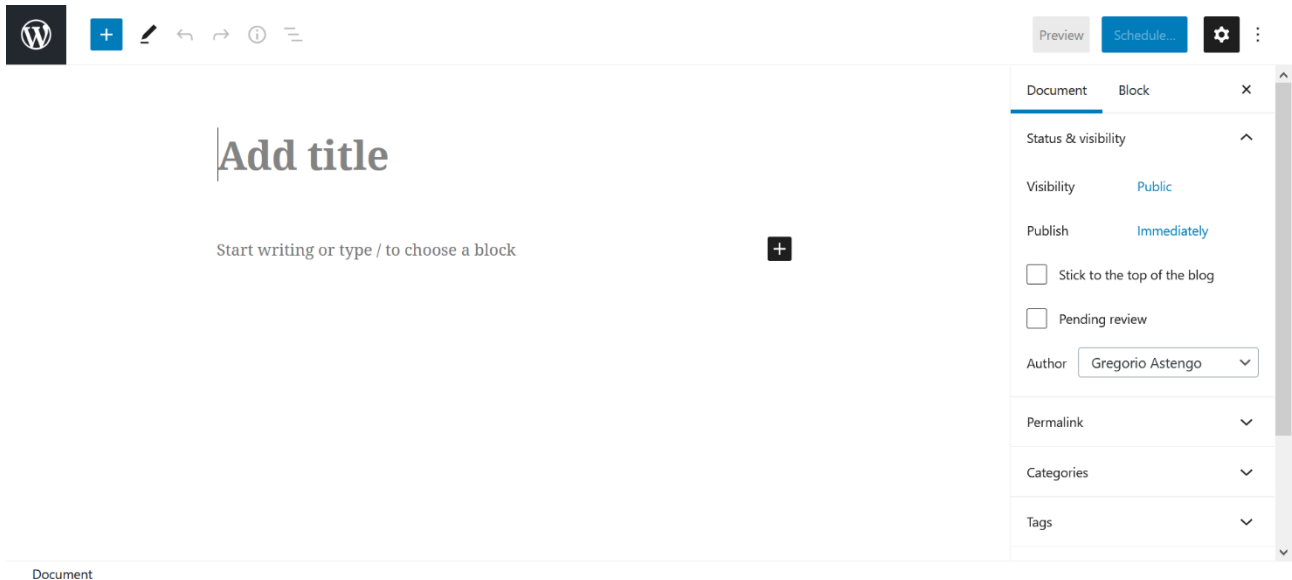 Preview Schedule...
Document Block
Add title
Status & visibility
Visibility Public
Publish Immediately
Start writing or type / to choose a block
Stick to the top of the blog
Pending review
Author Gregorio Astengo
Permalink
Categories
Tags
Document